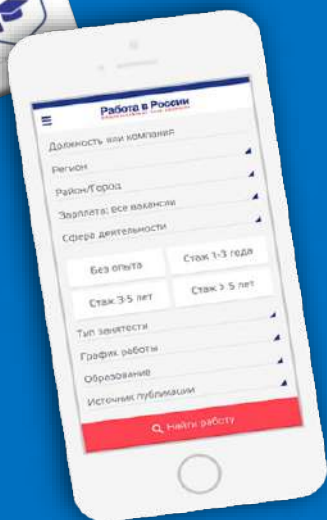 Работа в России
Должность или компания
Регион
Район/Город
Зарплата: все вакансии
Сфера деятельности
Без опыта
Стаж 1-3 года
Стаж 3-5 лет
Стаж > 5 лет
Тип занятости
График работы
Образование
Источник публикации
Найти работу